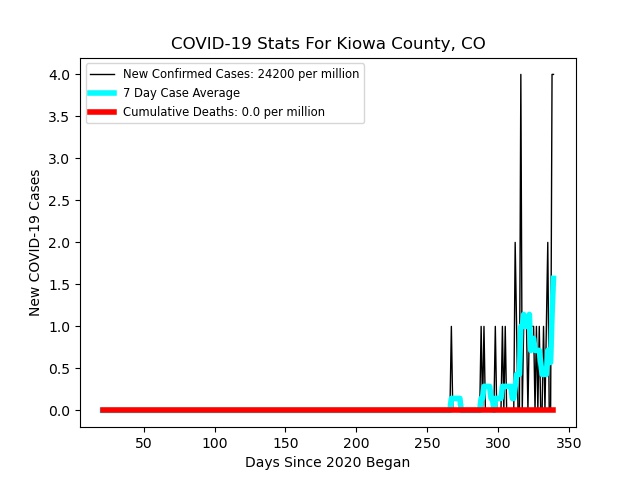 COVID-19 Stats For Kiowa County, CO
New Confirmed Cases: 24200 per million
7 Day Case Average
Cumulative Deaths: 0.0 per million
4.0
3.5
3.0
2.5
2.0
1.5
1.0
0.5
0.0
New COVID-19 Cases
50 100 150 200 250 300 350
Days Since 2020 Began